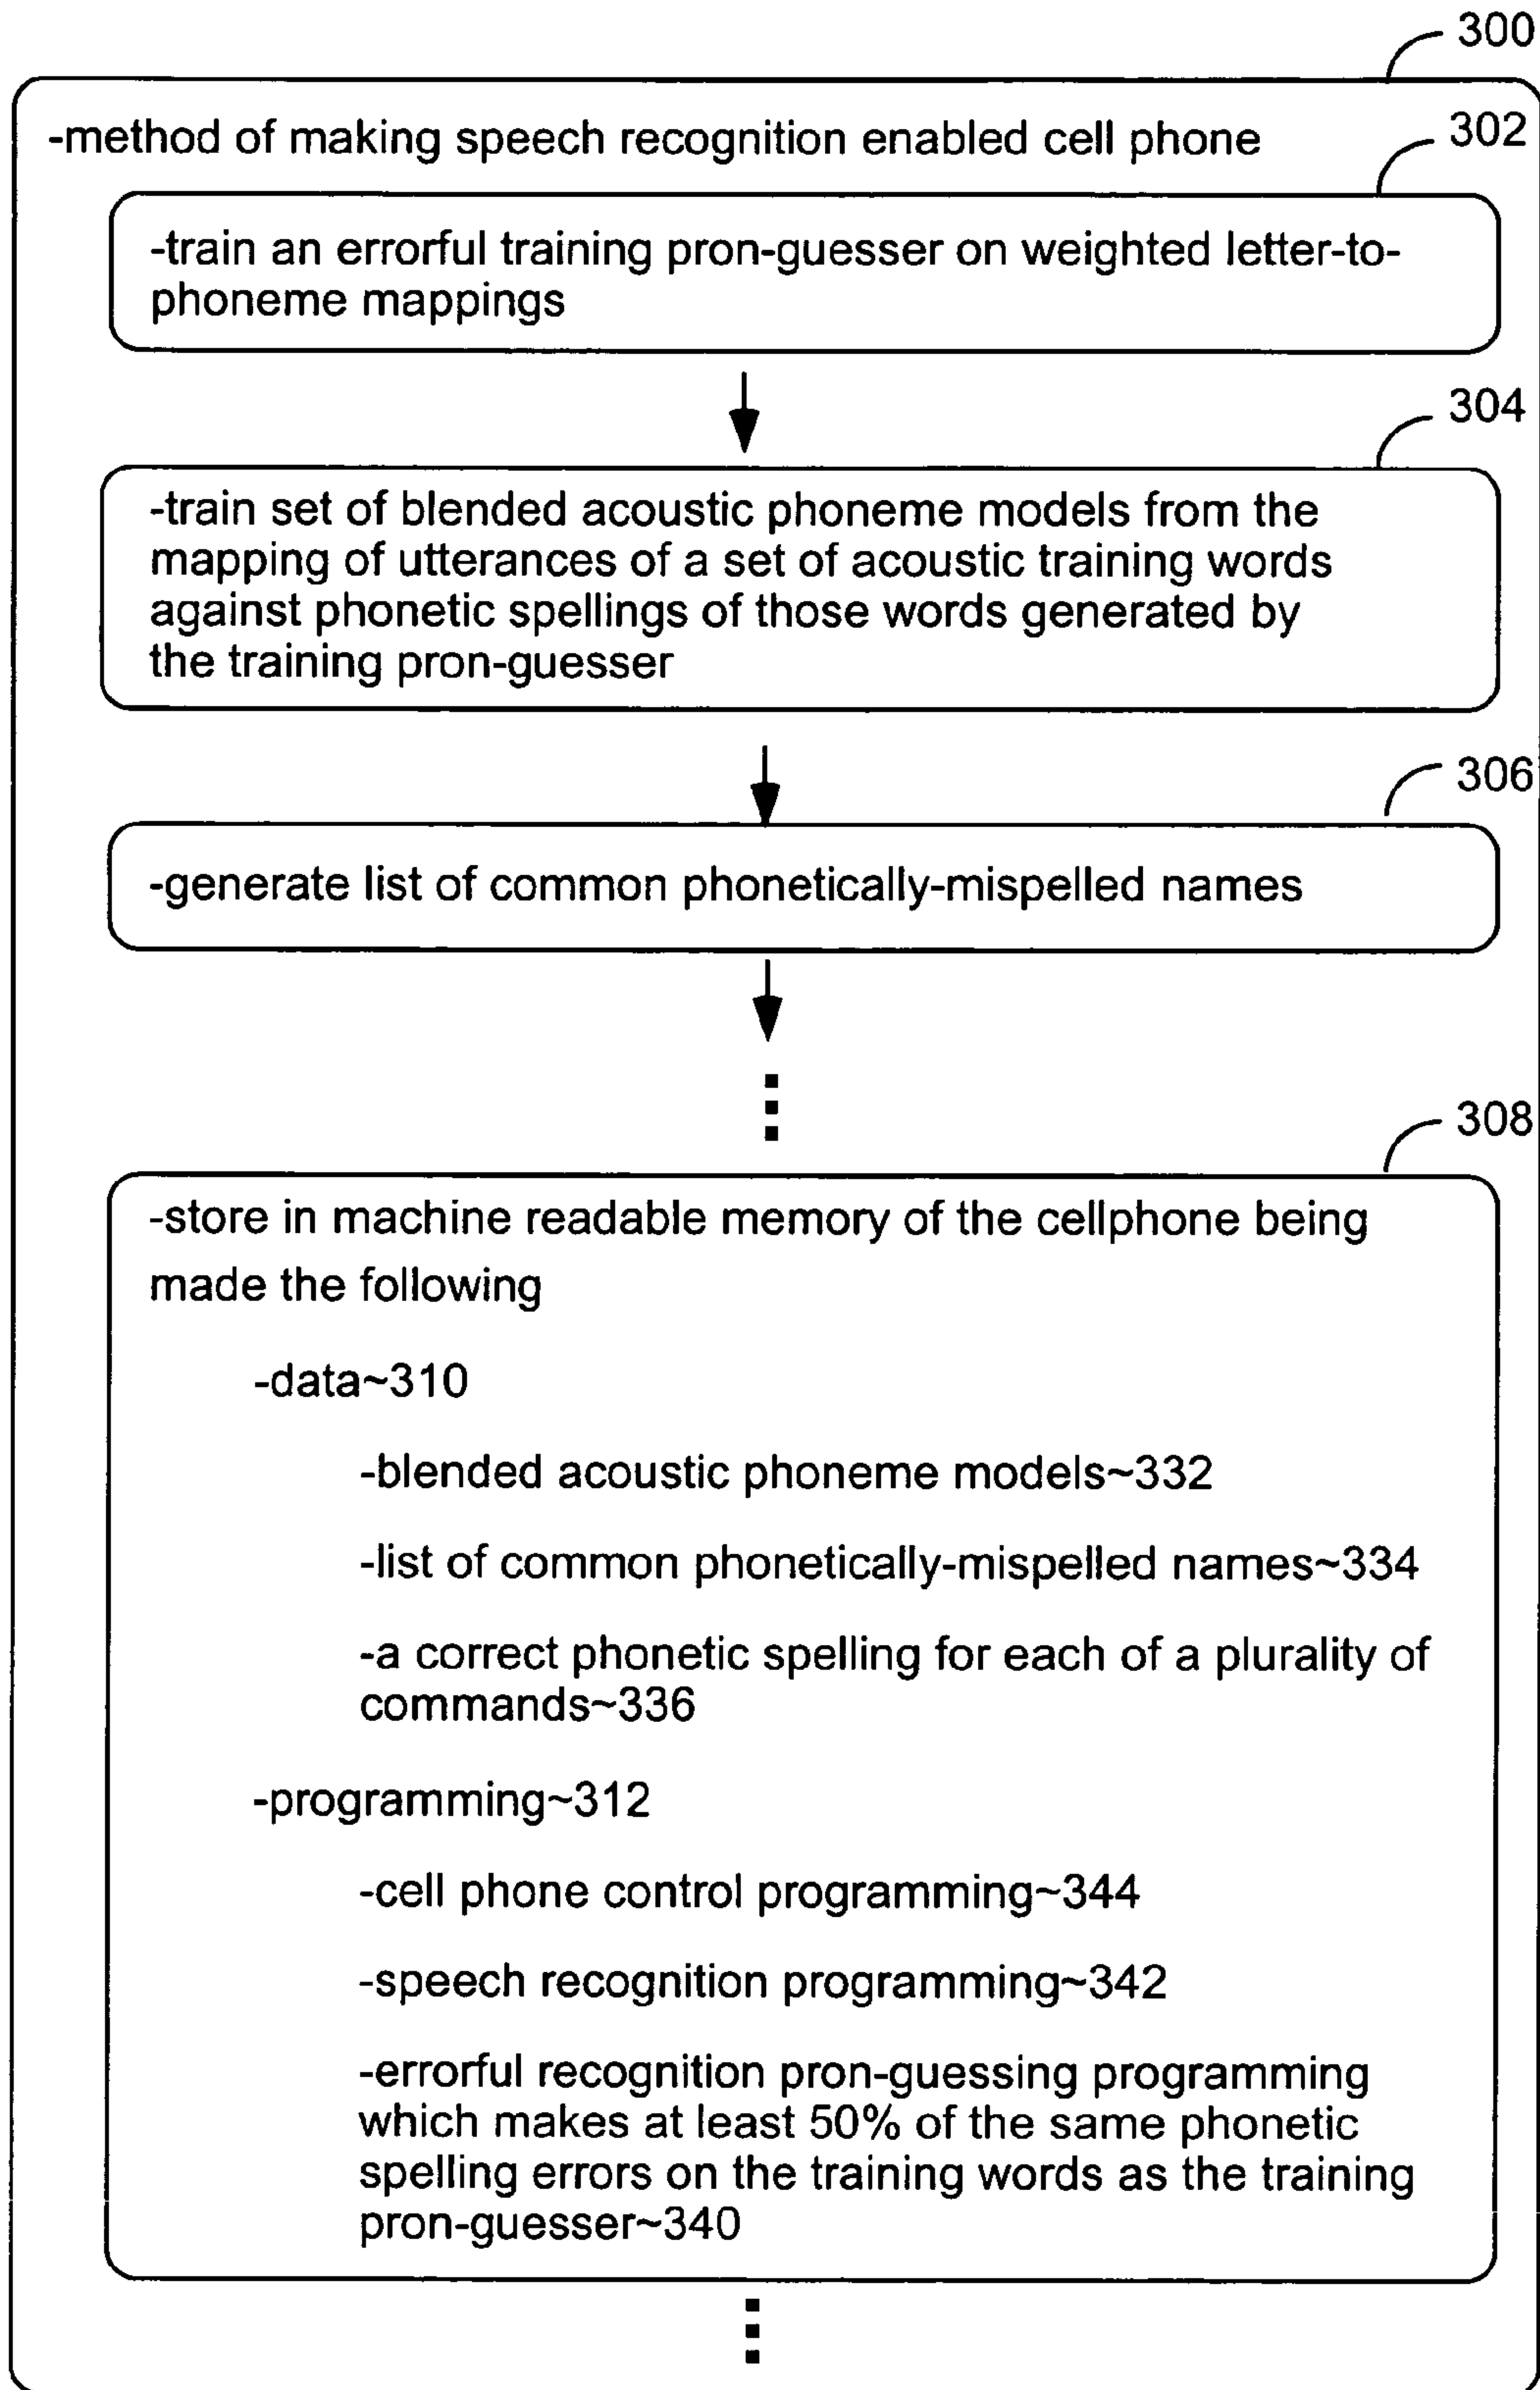 300
-method of making speech recognition enabled cell phone
302
-train an errorful training pron-guesser on weighted letter-to-
phoneme mappings
304
-train set of blended acoustic phoneme models from the
mapping of utterances of a set of acoustic training words
against phonetic spellings of those words generated by
the training pron-guesser
306
-generate list of common phonetically-mispelled names
308
-store in machine readable memory of the cellphone being
made the following
-data~310
-blended acoustic phoneme models~332
-list of common phonetically-mispelled names~334
-a correct phonetic spelling for each of a plurality of
commands~336
-programming~312
-cell phone control programming~344
-speech recognition programming~342
-errorful recognition pron-guessing programming
which makes at least 50% of the same phonetic
spelling errors on the training words as the training
pron-guesser~340